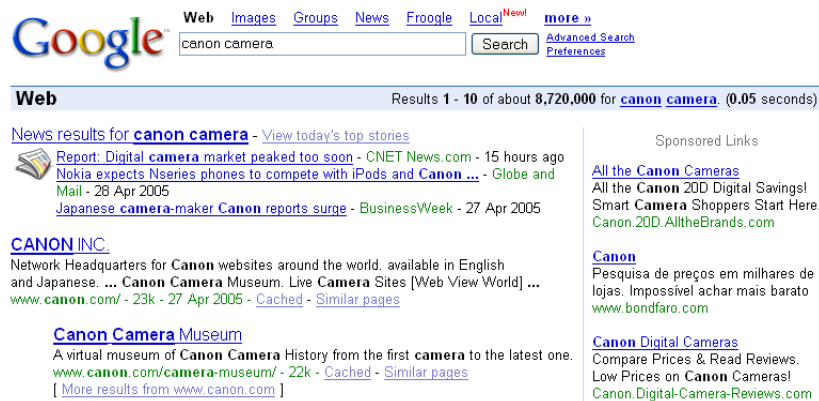 Google™
Web Images Groups News Froogle Local New! more »
canon camera
Search
Advanced Search
Preferences
Web
Results 1 - 10 of about 8,720,000 for canon camera. (0.05 seconds)
News results for canon camera - View today's top stories
Report: Digital camera market peaked too soon - CNET News.com - 15 hours ago
Nokia expects Nseries phones to compete with iPods and Canon ... - Globe and
Mail - 28 Apr 2005
Japanese camera-maker Canon reports surge - BusinessWeek - 27 Apr 2005
CANON INC.
Network Headquarters for Canon websites around the world. available in English
and Japanese. ... Canon Camera Museum. Live Camera Sites [Web View World] ...
www.canon.com/ - 23k - 27 Apr 2005 - Cached - Similar pages
Canon Camera Museum
A virtual museum of Canon Camera History from the first camera to the latest one.
www.canon.com/camera-museum/ - 22k - Cached - Similar pages
[ More results from www.canon.com ]
Sponsored Links
All the Canon Cameras
All the Canon 20D Digital Savings!
Smart Camera Shoppers Start Here.
Canon.20D.AlltheBrands.com
Canon
Pesquisa de preços em milhares de
lojas. Impossível achar mais barato
www.bondfaro.com
Canon Digital Cameras
Compare Prices & Read Reviews.
Low Prices on Canon Cameras!
Canon.Digital-Camera-Reviews.com